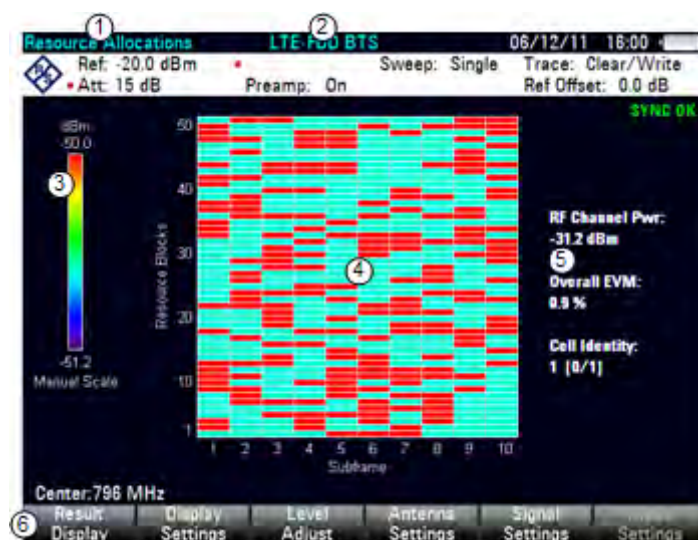 1 2
Resource Allocations LTE-FDD BTS 06/12/11 16:00
Ref: -20.0 dBm Sweep: Single Trace: Clear/Write
Att: 15 dB Preamp: On Ref Offset: 0.0 dB
SYNC OK
dBm
-50.0
3
-51.2
Manual Scale
Resource Blocks
50
40
30
20
10
1
4
1 2 3 4 5 6 7 8 9 10
Subframe
RF Channel Pwr:
-31.2 dBm
5
Overall EVM:
0.9 %
Cell Identity:
1 [0/1]
Center:796 MHz
6
Result Display
Display Settings
Level Adjust
Antenna Settings
Signal Settings
Settings